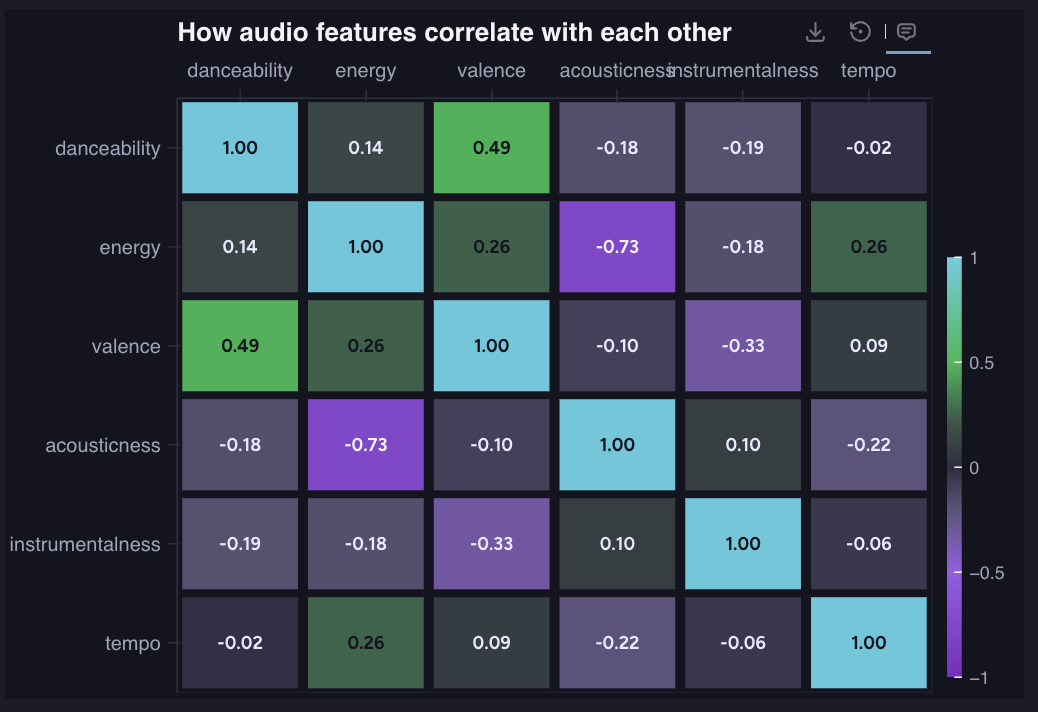 How audio features correlate with each other
danceability energy valence acousticness instrumentalness tempo
danceability 1.00 0.14 0.49 -0.18 -0.19 -0.02
energy 0.14 1.00 0.26 -0.73 -0.18 0.26
valence 0.49 0.26 1.00 -0.10 -0.33 0.09
acousticness -0.18 -0.73 -0.10 1.00 0.10 -0.22
instrumentalness -0.19 -0.18 -0.33 0.10 1.00 -0.06
tempo -0.02 0.26 0.09 -0.22 -0.06 1.00
1
0.5
0
−0.5
−1